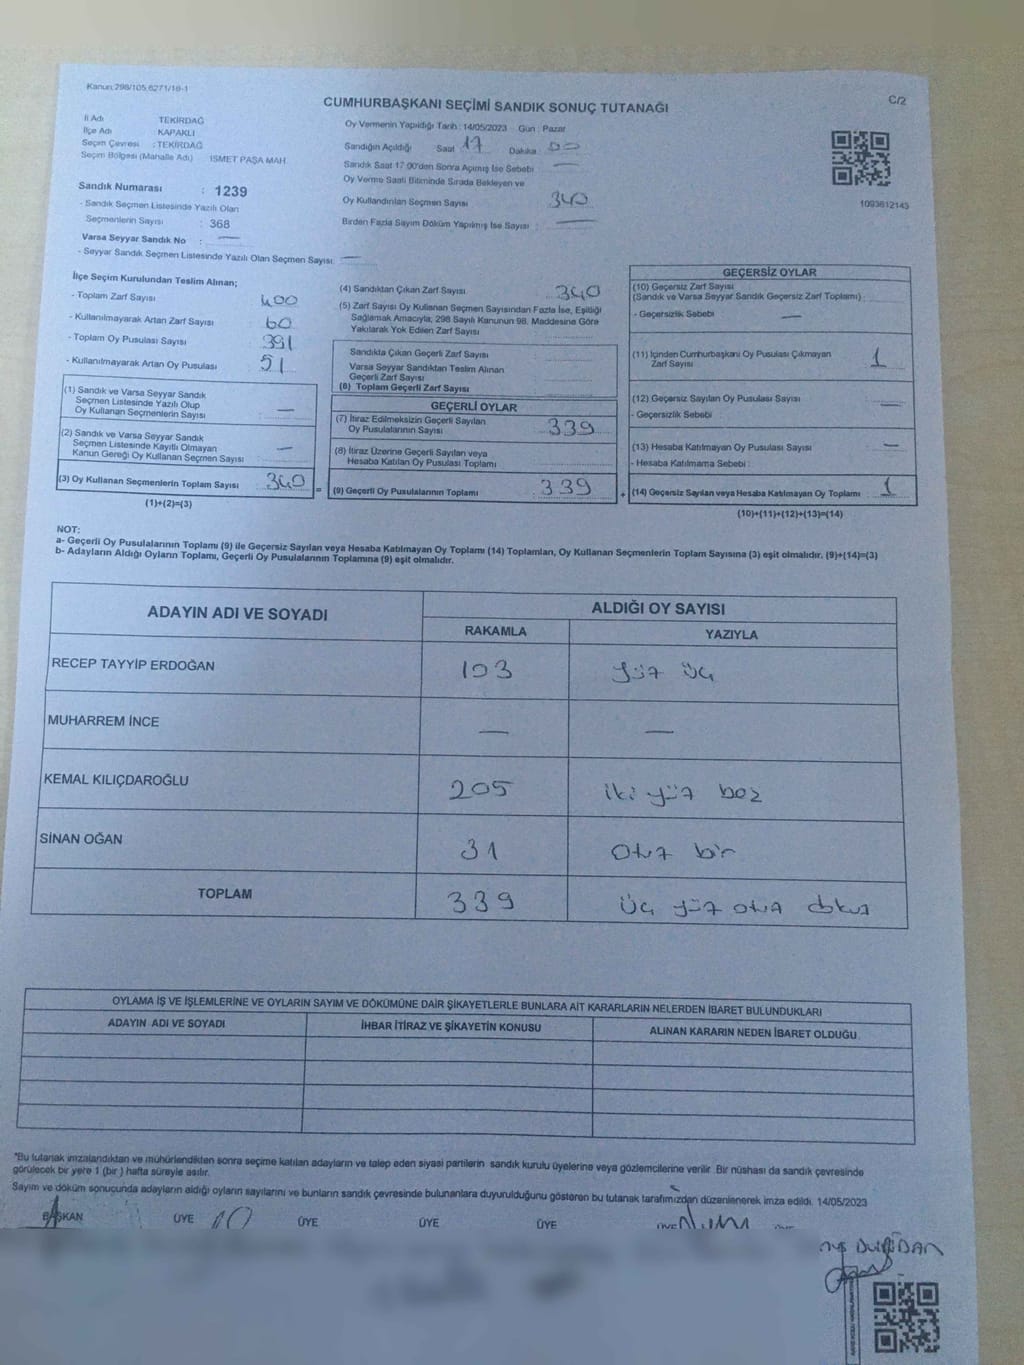 Kanun:298/105,6271/18-1
C/2
CUMHURBAŞKANI SEÇİMİ SANDIK SONUÇ TUTANAĞI
İl Adı TEKİRDAĞ
İlçe Adı KAPAKLI
Seçim Çevresi : TEKİRDAĞ
Seçim Bölgesi (Mahalle Adı) İSMET PAŞA MAH.
Sandık Numarası : 1239
- Sandık Seçmen Listesinde Yazılı Olan
Seçmenlerin Sayısı : 368
Varsa Seyyar Sandık No : —
- Seyyar Sandık Seçmen Listesinde Yazılı Olan Seçmen Sayısı: —
Oy Vermenin Yapıldığı Tarih : 14/05/2023 Gün : Pazar
Sandığın Açıldığı Saat 17 Dakika : 00
Sandık Saat 17.00'den Sonra Açımış İse Sebebi —
Oy Verme Saati Bitiminde Sırada Bekleyen ve
Oy Kullandırılan Seçmen Sayısı 340
Birden Fazla Sayım Döküm Yapılmış İse Sayısı : —
1093612143
İlçe Seçim Kurulundan Teslim Alınan;
- Toplam Zarf Sayısı 400
- Kullanılmayarak Artan Zarf Sayısı 60
- Toplam Oy Pusulası Sayısı 391
- Kullanılmayarak Artan Oy Pusulası 51
(1) Sandık ve Varsa Seyyar Sandık
Seçmen Listesinde Yazılı Olup
Oy Kullanan Seçmenlerin Sayısı : —
(2) Sandık ve Varsa Seyyar Sandık
Seçmen Listesinde Kayıtlı Olmayan
Kanun Gereği Oy Kullanan Seçmen Sayısı : —
(3) Oy Kullanan Seçmenlerin Toplam Sayısı : 340 =
(1)+(2)=(3)
(4) Sandıktan Çıkan Zarf Sayısı 340
(5) Zarf Sayısı Oy Kullanan Seçmen Sayısından Fazla İse, Eşitliği
Sağlamak Amacıyla; 298 Sayılı Kanunun 98. Maddesine Göre
Yakılarak Yok Edilen Zarf Sayısı :
Sandıkta Çıkan Geçerli Zarf Sayısı
Varsa Seyyar Sandıktan Teslim Alınan
Geçerli Zarf Sayısı
(6) Toplam Geçerli Zarf Sayısı
GEÇERLİ OYLAR
(7) İtiraz Edilmeksizin Geçerli Sayılan
Oy Pusulalarının Sayısı : 339
(8) İtiraz Üzerine Geçerli Sayılan veya
Hesaba Katılan Oy Pusulası Toplamı
(9) Geçerli Oy Pusulalarının Toplamı : 339 +
GEÇERSİZ OYLAR
(10) Geçersiz Zarf Sayısı
(Sandık ve Varsa Seyyar Sandık Geçersiz Zarf Toplamı) :
- Geçersizlik Sebebi : —
(11) İçinden Cumhurbaşkanı Oy Pusulası Çıkmayan
Zarf Sayısı 1
(12) Geçersiz Sayılan Oy Pusulası Sayısı : —
- Geçersizlik Sebebi :
(13) Hesaba Katılmayan Oy Pusulası Sayısı —
- Hesaba Katılmama Sebebi :
(14) Geçersiz Sayılan veya Hesaba Katılmayan Oy Toplamı : 1
(10)+(11)+(12)+(13)=(14)
NOT:
a- Geçerli Oy Pusulalarının Toplamı (9) ile Geçersiz Sayılan veya Hesaba Katılmayan Oy Toplamı (14) Toplamları, Oy Kullanan Seçmenlerin Toplam Sayısına (3) eşit olmalıdır. (9)+(14)=(3)
b- Adayların Aldığı Oyların Toplamı, Geçerli Oy Pusulalarının Toplamına (9) eşit olmalıdır.
ADAYIN ADI VE SOYADI ALDIĞI OY SAYISI
RAKAMLA YAZIYLA
RECEP TAYYİP ERDOĞAN 103 yüz üç
MUHARREM İNCE — —
KEMAL KILIÇDAROĞLU 205 iki yüz beş
SİNAN OĞAN 31 Otuz bir
TOPLAM 339 üç yüz otuz dokuz
OYLAMA İŞ VE İŞLEMLERİNE VE OYLARIN SAYIM VE DÖKÜMÜNE DAİR ŞİKAYETLERLE BUNLARA AİT KARARLARIN NELERDEN İBARET BULUNDUKLARI
ADAYIN ADI VE SOYADI İHBAR İTİRAZ VE ŞİKAYETİN KONUSU ALINAN KARARIN NEDEN İBARET OLDUĞU
"Bu tutanak imzalandıktan ve mühürlendikten sonra seçime katılan adayların ve talep eden siyasi partilerin sandık kurulu üyelerine veya gözlemcilerine verilir. Bir nüshası da sandık çevresinde
görülecek bir yere 1 (bir ) hafta süreyle asılır.
Sayım ve döküm sonucunda adayların aldığı oyların sayılarını ve bunların sandık çevresinde bulunanlara duyurulduğunu gösteren bu tutanak tarafımızdan düzenlenerek imza edildi. 14/05/2023
BAŞKAN ÜYE ÜYE ÜYE ÜYE